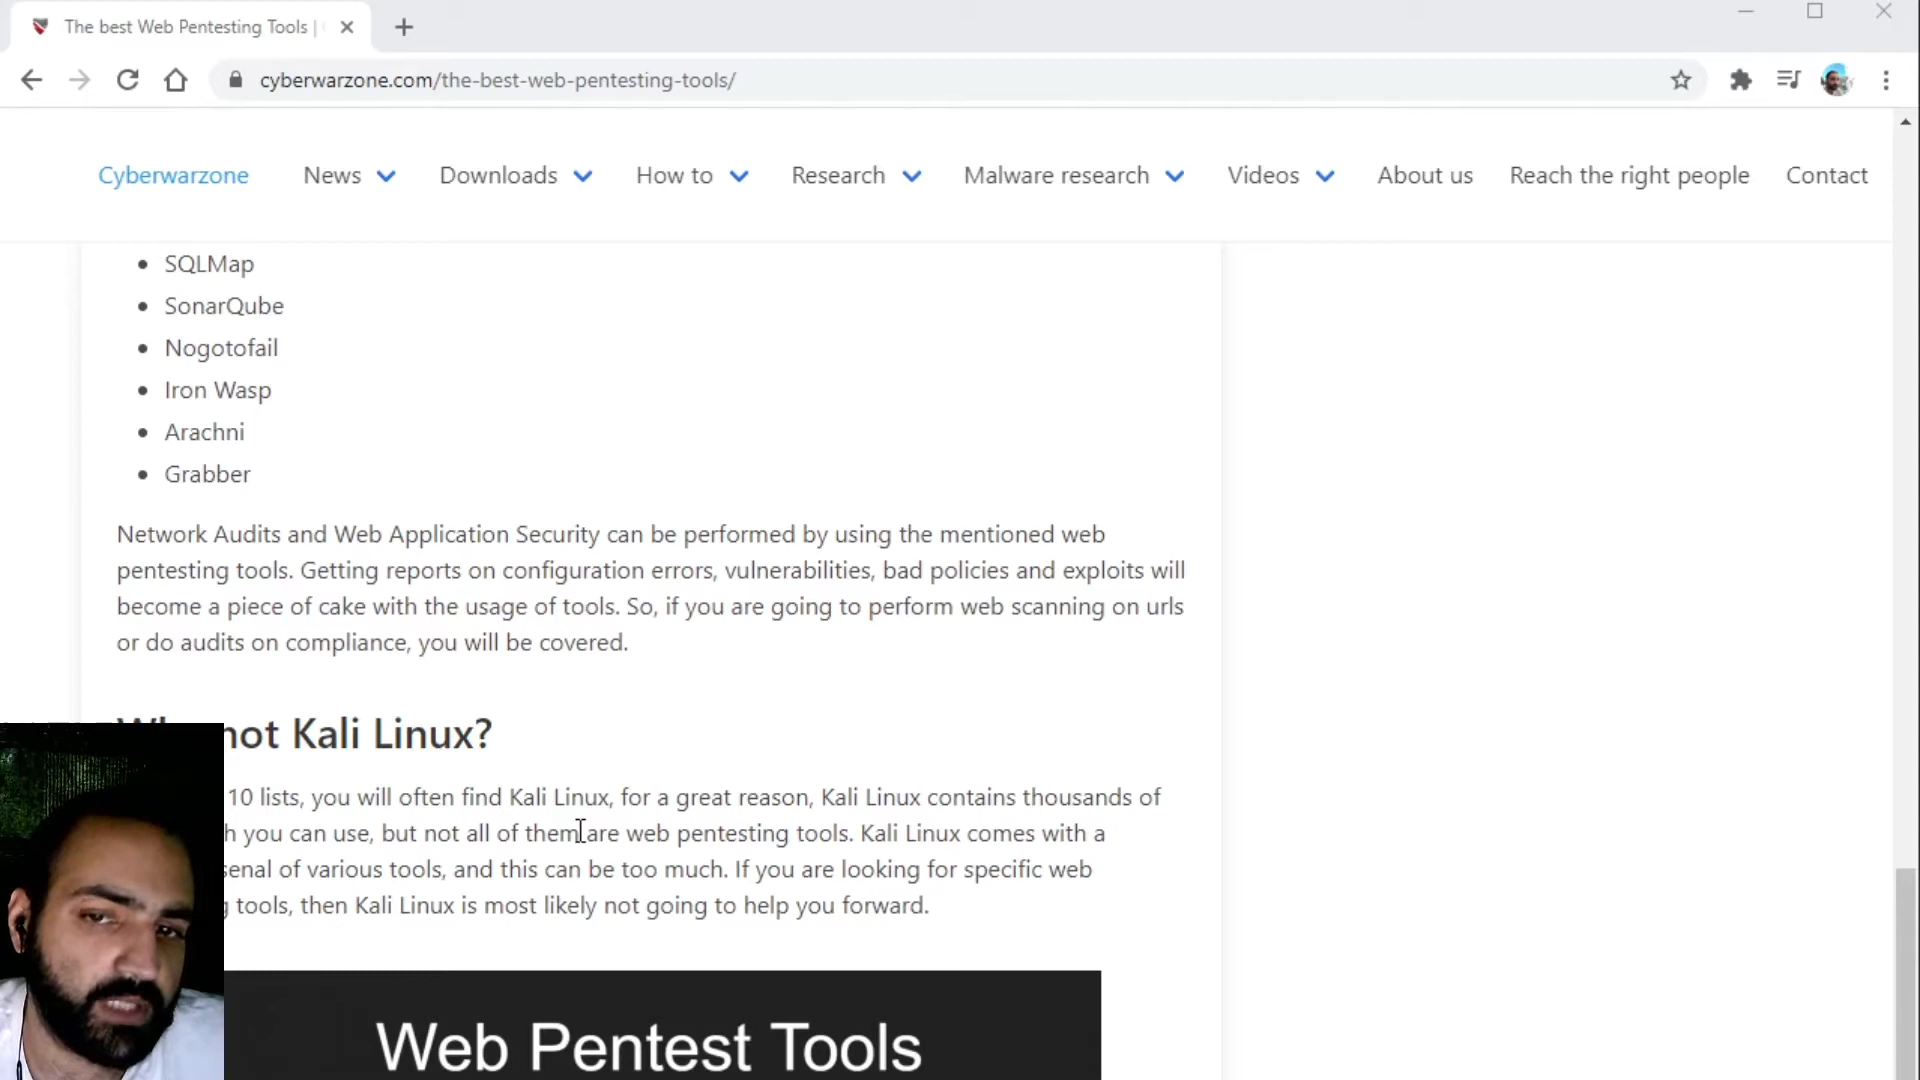 The best Web Pentesting Tools |
cyberwarzone.com/the-best-web-pentesting-tools/
Cyberwarzone News Downloads How to Research Malware research Videos About us Reach the right people Contact
SQLMap
SonarQube
Nogotofail
Iron Wasp
Arachni
Grabber
Network Audits and Web Application Security can be performed by using the mentioned web
pentesting tools. Getting reports on configuration errors, vulnerabilities, bad policies and exploits will
become a piece of cake with the usage of tools. So, if you are going to perform web scanning on urls
or do audits on compliance, you will be covered.
not Kali Linux?
10 lists, you will often find Kali Linux, for a great reason, Kali Linux contains thousands of
you can use, but not all of them are web pentesting tools. Kali Linux comes with a
of various tools, and this can be too much. If you are looking for specific web
tools, then Kali Linux is most likely not going to help you forward.
Web Pentest Tools